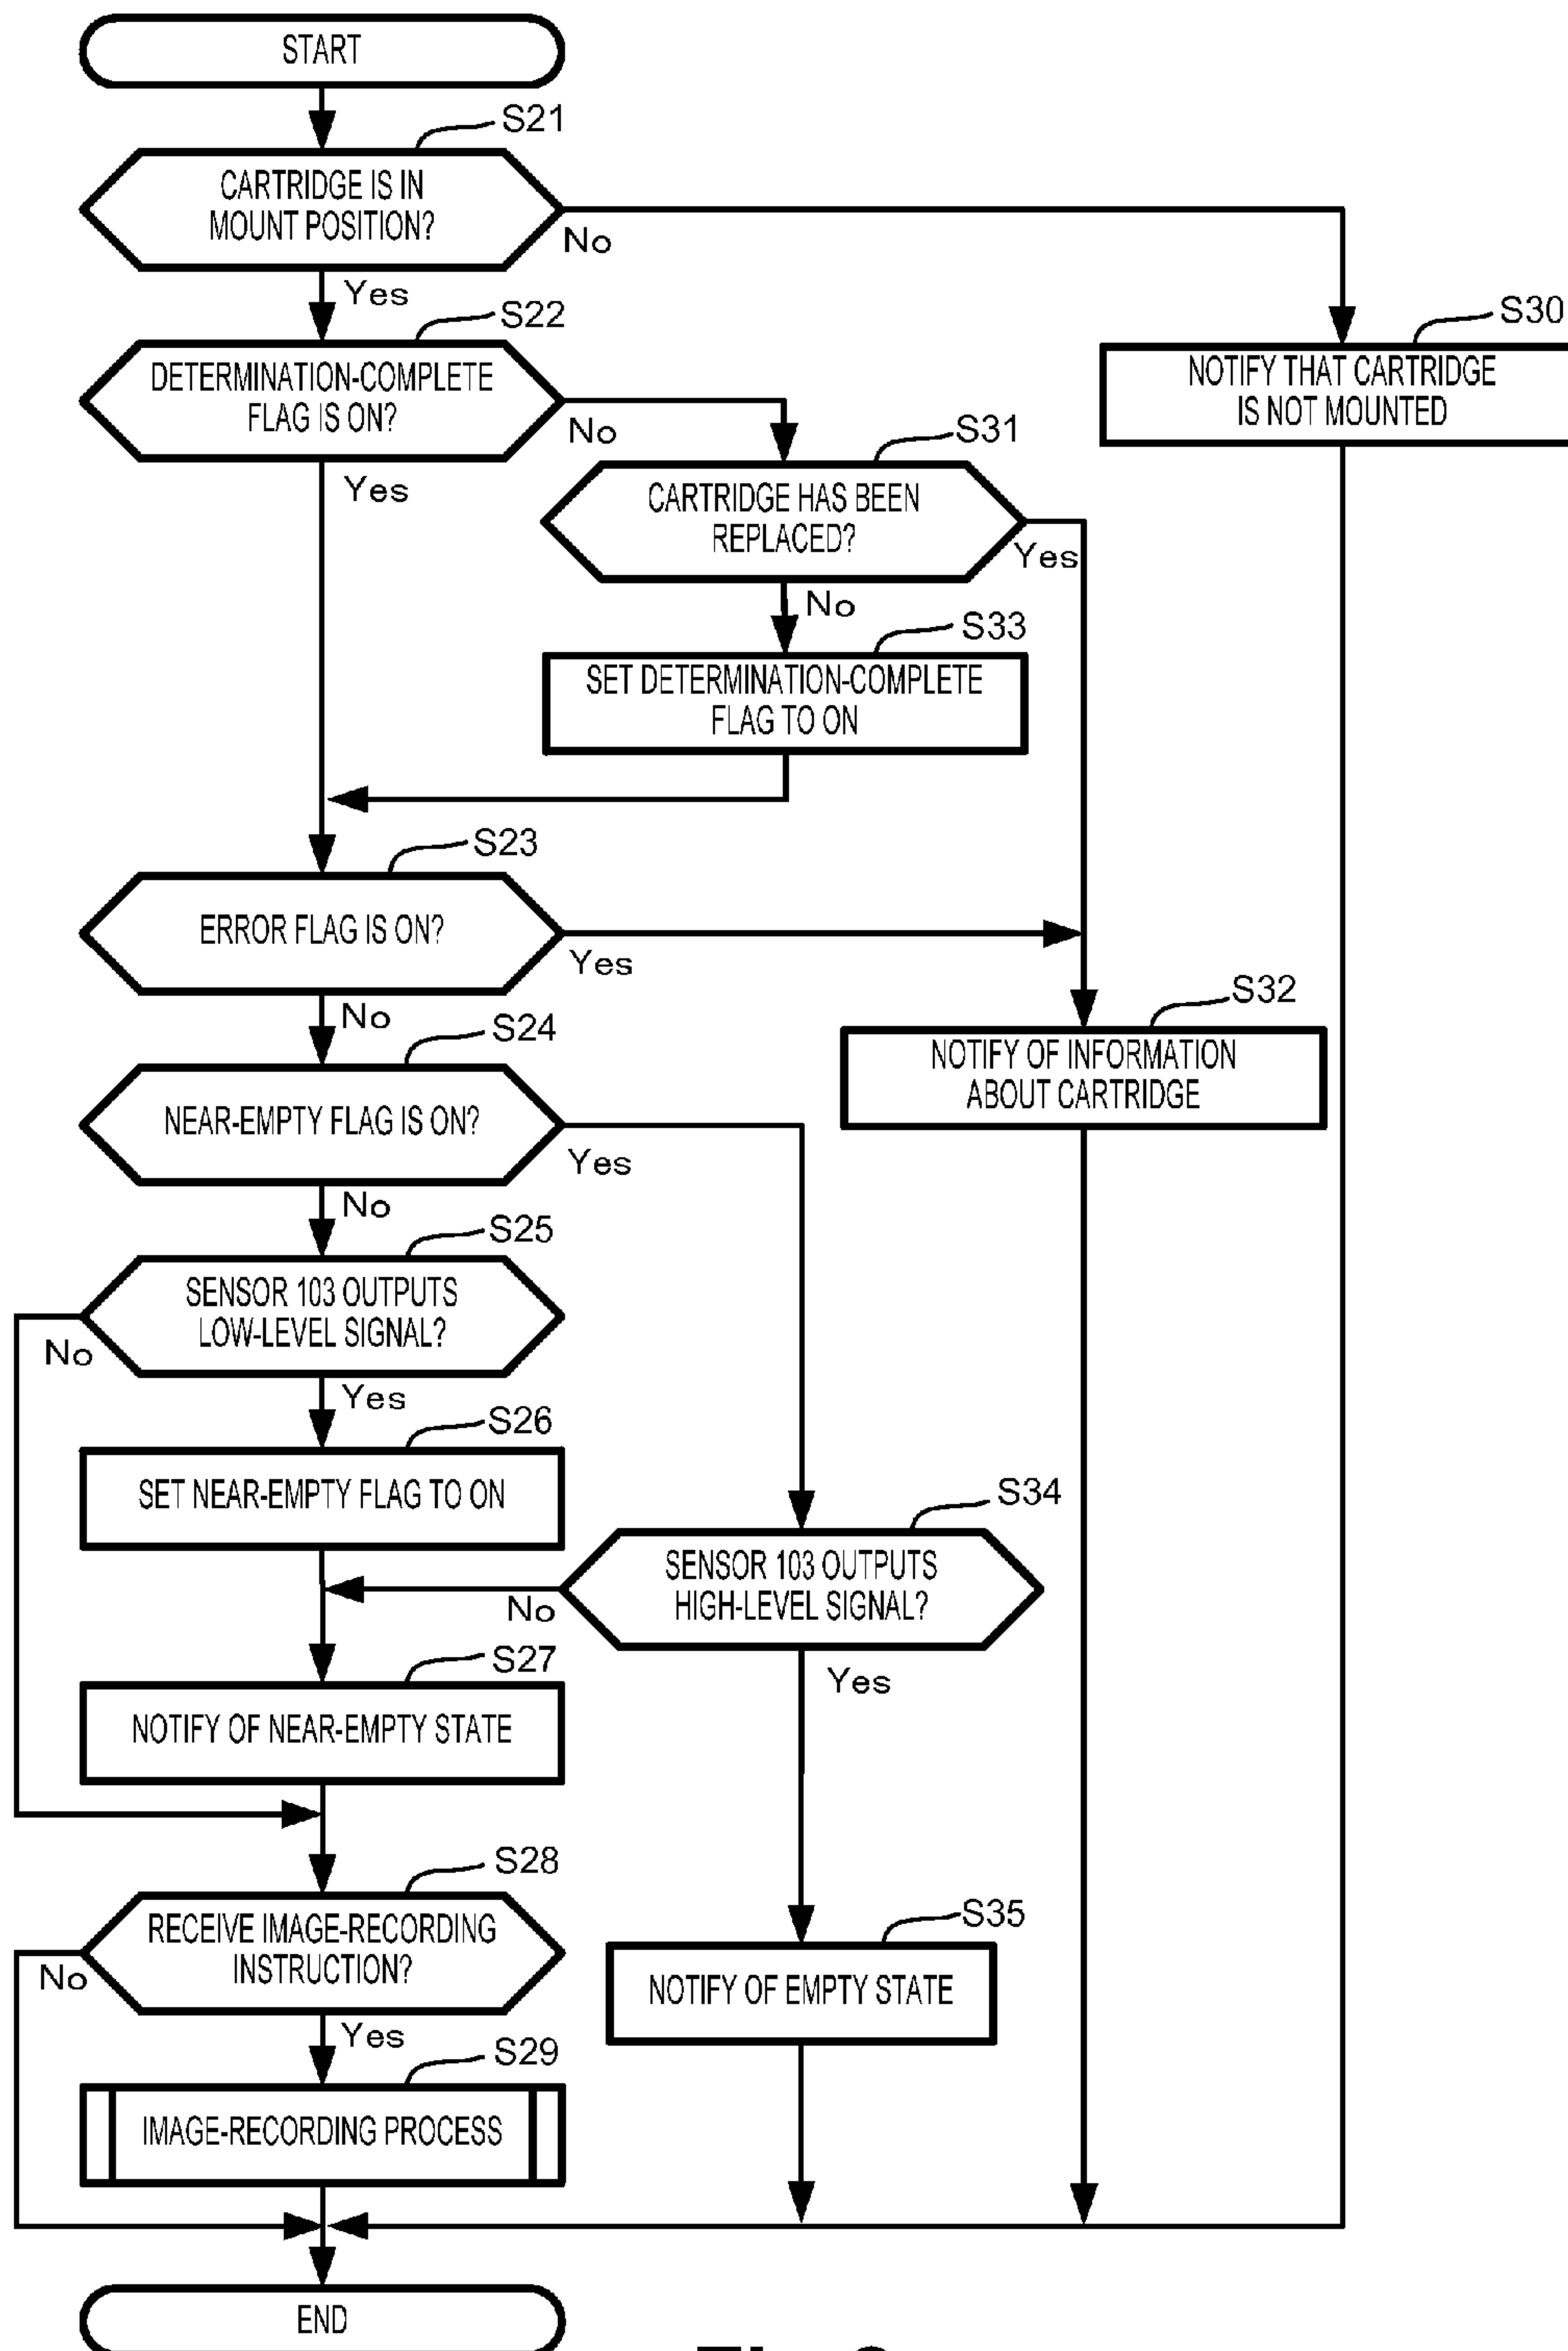 START
S21
CARTRIDGE IS IN
MOUNT POSITION?
No
Yes
S22
S30
DETERMINATION-COMPLETE
FLAG IS ON?
NOTIFY THAT CARTRIDGE
IS NOT MOUNTED
No
Yes
S31
CARTRIDGE HAS BEEN
REPLACED?
Yes
No
S33
SET DETERMINATION-COMPLETE
FLAG TO ON
S23
ERROR FLAG IS ON?
Yes
No
S32
NOTIFY OF INFORMATION
ABOUT CARTRIDGE
S24
NEAR-EMPTY FLAG IS ON?
Yes
No
S25
SENSOR 103 OUTPUTS
LOW-LEVEL SIGNAL?
No
Yes
S26
SET NEAR-EMPTY FLAG TO ON
S34
SENSOR 103 OUTPUTS
HIGH-LEVEL SIGNAL?
No
Yes
S27
NOTIFY OF NEAR-EMPTY STATE
S28
RECEIVE IMAGE-RECORDING
INSTRUCTION?
No
Yes
S35
NOTIFY OF EMPTY STATE
S29
IMAGE-RECORDING PROCESS
END